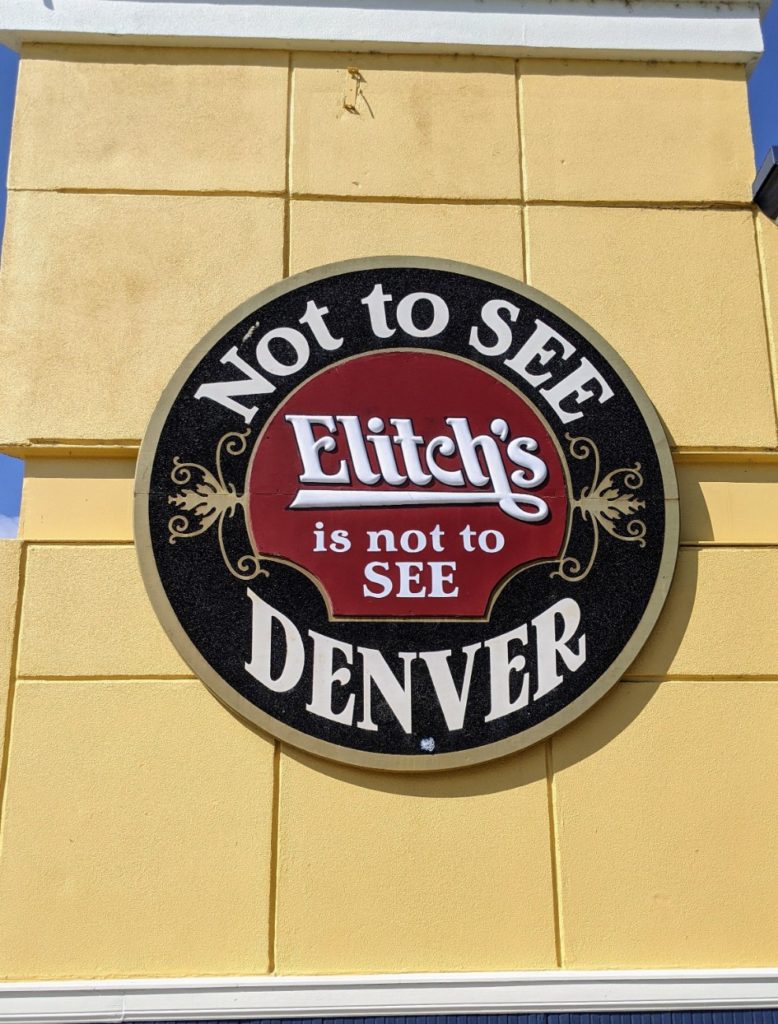 Not to SEE
Elitch's
is not to
SEE
DENVER